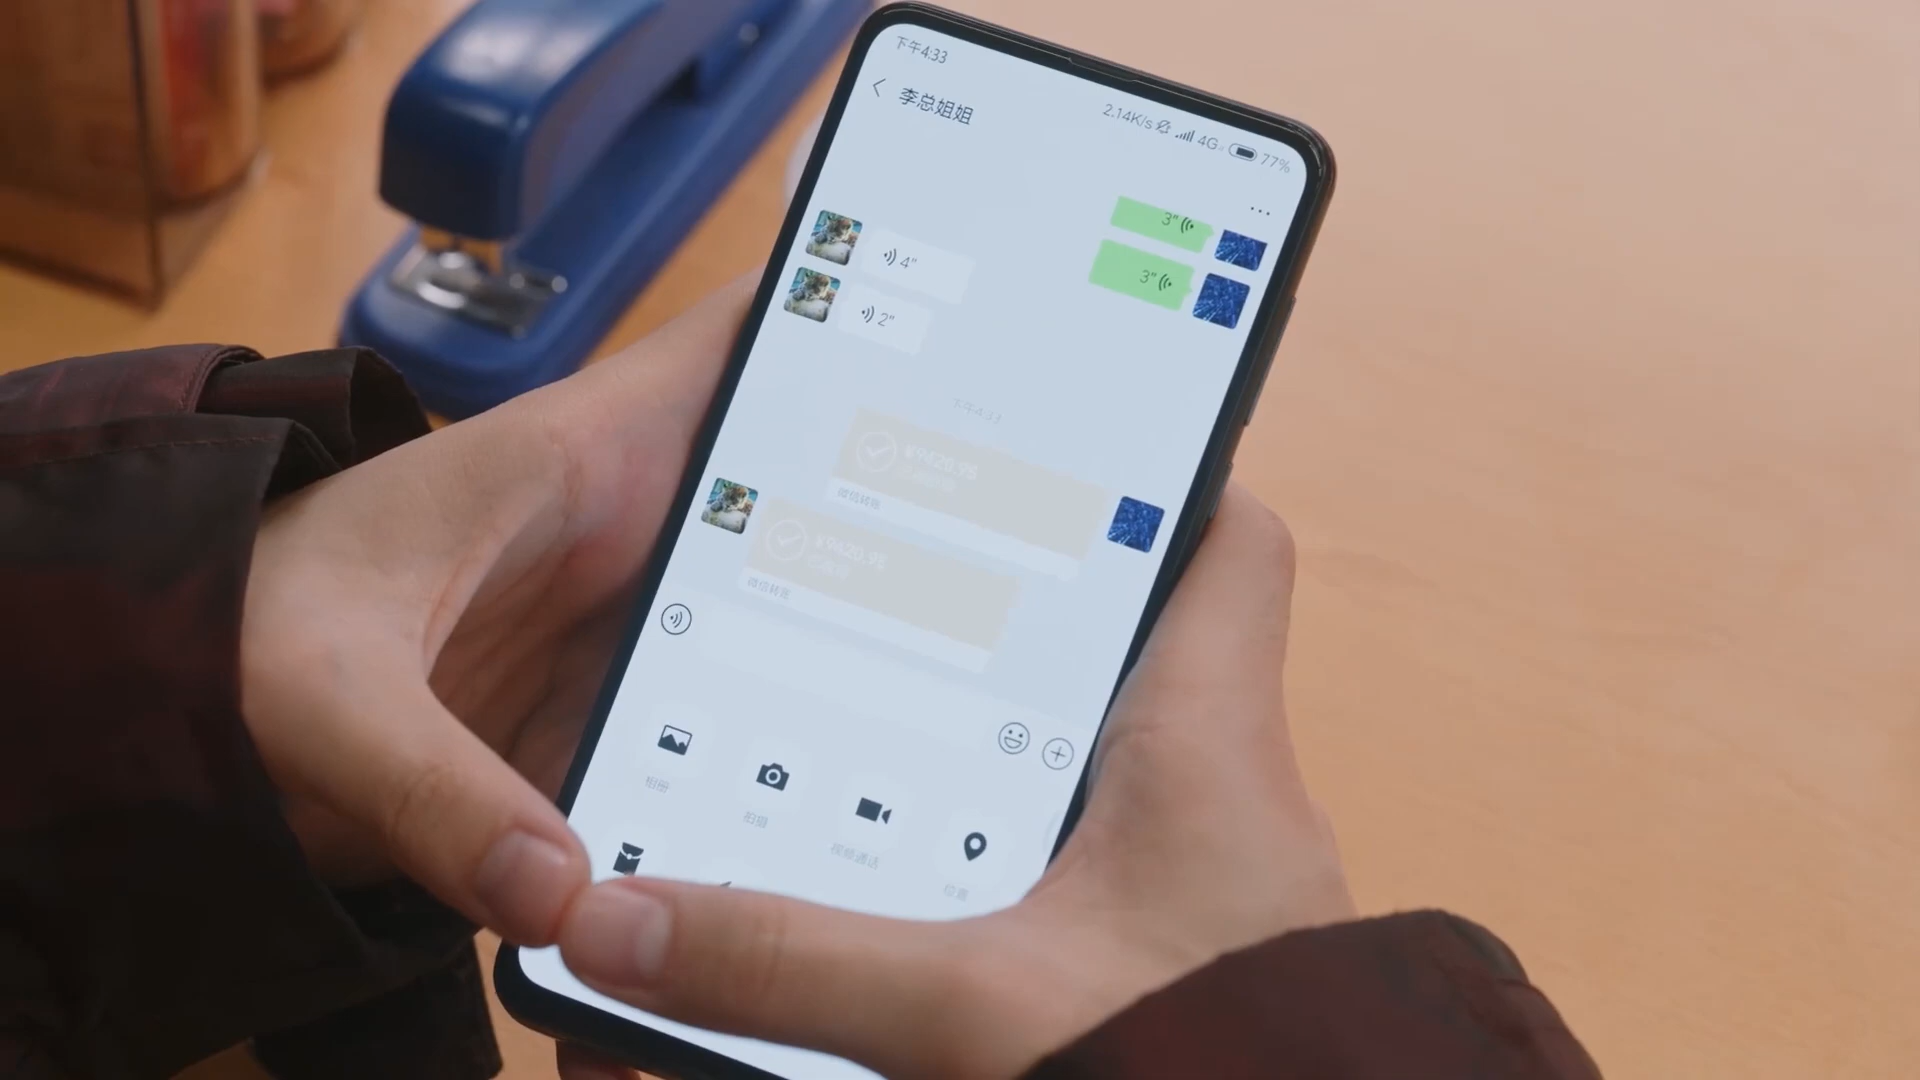 下午4:33
2.14K/s 4G 77%
李总姐姐
3"
3"
4"
2"
下午4:33
¥9420.95
微信转账
¥9420.95
微信转账
相册
拍摄
视频通话
位置